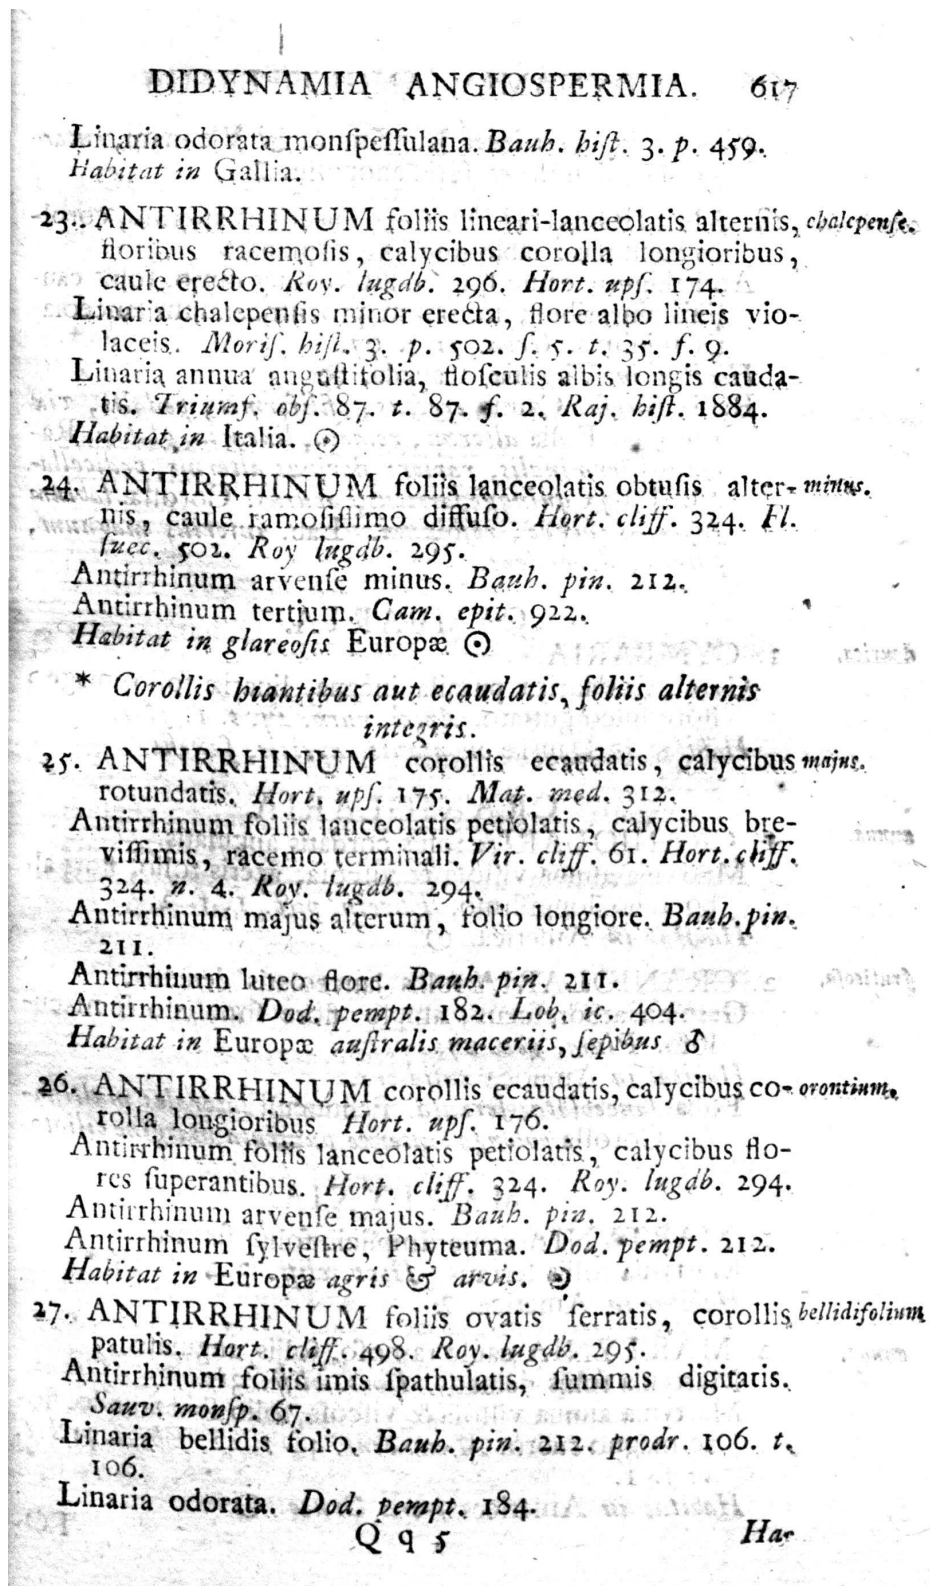 DIDYNAMIA ANGIOSPERMIA. 617
Linaria odorata monſpeſſulana. Bauh. hiſt. 3. p. 459.
Habitat in Gallia.
23. ANTIRRHINUM foliis lineari-lanceolatis alternis, chalepenſe.
floribus racemoſis, calycibus corolla longioribus,
caule erecto. Roy. lugdb. 296. Hort. upſ. 174.
Linaria chalepenſis minor erecta, flore albo lineis vio-
laceis. Moriſ. hiſt. 3. p. 502. ſ. 5. t. 35. f. 9.
Linaria annua anguſtifolia, floſculis albis longis cauda-
tis. Triumf. obſ. 87. t. 87. f. 2. Raj. hiſt. 1884.
Habitat in Italia. ☉
24. ANTIRRHINUM foliis lanceolatis obtuſis alter- minus.
nis, caule ramoſiſſimo diffuſo. Hort. cliff. 324. Fl.
ſuec. 502. Roy lugdb. 295.
Antirrhinum arvenſe minus. Bauh. pin. 212.
Antirrhinum tertium. Cam. epit. 922.
Habitat in glareoſis Europæ ☉
* Corollis hiantibus aut ecaudatis, foliis alternis
integris.
25. ANTIRRHINUM corollis ecaudatis, calycibus majus.
rotundatis. Hort. upſ. 175. Mat. med. 312.
Antirrhinum foliis lanceolatis petiolatis, calycibus bre-
viſſimis, racemo terminali. Vir. cliff. 61. Hort. cliff.
324. n. 4. Roy. lugdb. 294.
Antirrhinum majus alterum, folio longiore. Bauh. pin.
211.
Antirrhinum luteo flore. Bauh. pin. 211.
Antirrhinum. Dod. pempt. 182. Lob. ic. 404.
Habitat in Europæ auſtralis maceriis, ſepibus ♂
26. ANTIRRHINUM corollis ecaudatis, calycibus co- orontium.
rolla longioribus Hort. upſ. 176.
Antirrhinum foliis lanceolatis petiolatis, calycibus flo-
res ſuperantibus. Hort. cliff. 324. Roy. lugdb. 294.
Antirrhinum arvenſe majus. Bauh. pin. 212.
Antirrhinum ſylveſtre, Phyteuma. Dod. pempt. 212.
Habitat in Europæ agris & arvis. ☉
27. ANTIRRHINUM foliis ovatis ſerratis, corollis bellidifolium
patulis. Hort. cliff. 498. Roy. lugdb. 295.
Antirrhinum foliis imis ſpathulatis, ſummis digitatis.
Sauv. monſp. 67.
Linaria bellidis folio. Bauh. pin. 212. prodr. 106. t.
106.
Linaria odorata. Dod. pempt. 184.
Q q 5 Ha-